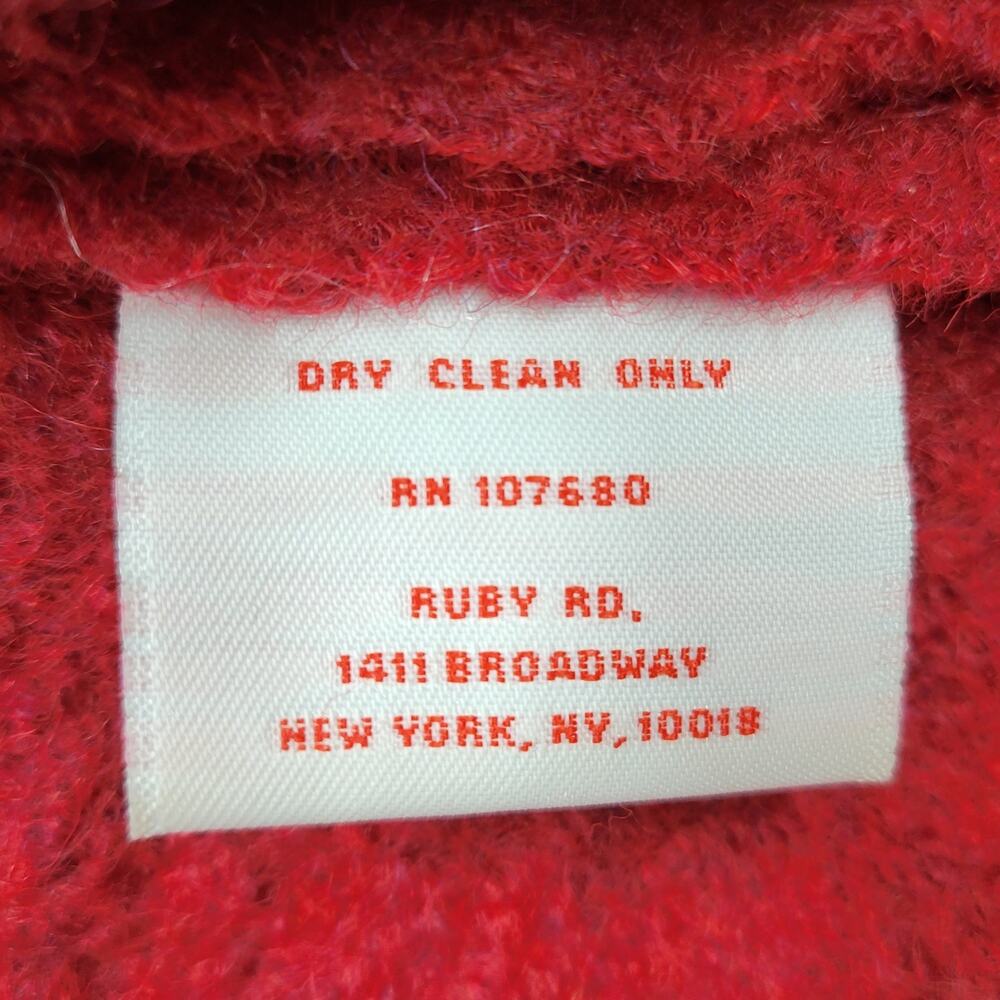 DRY CLEAN ONLY
RN 107680
RUBY RD.
1411 BROADWAY
NEW YORK, NY, 10018